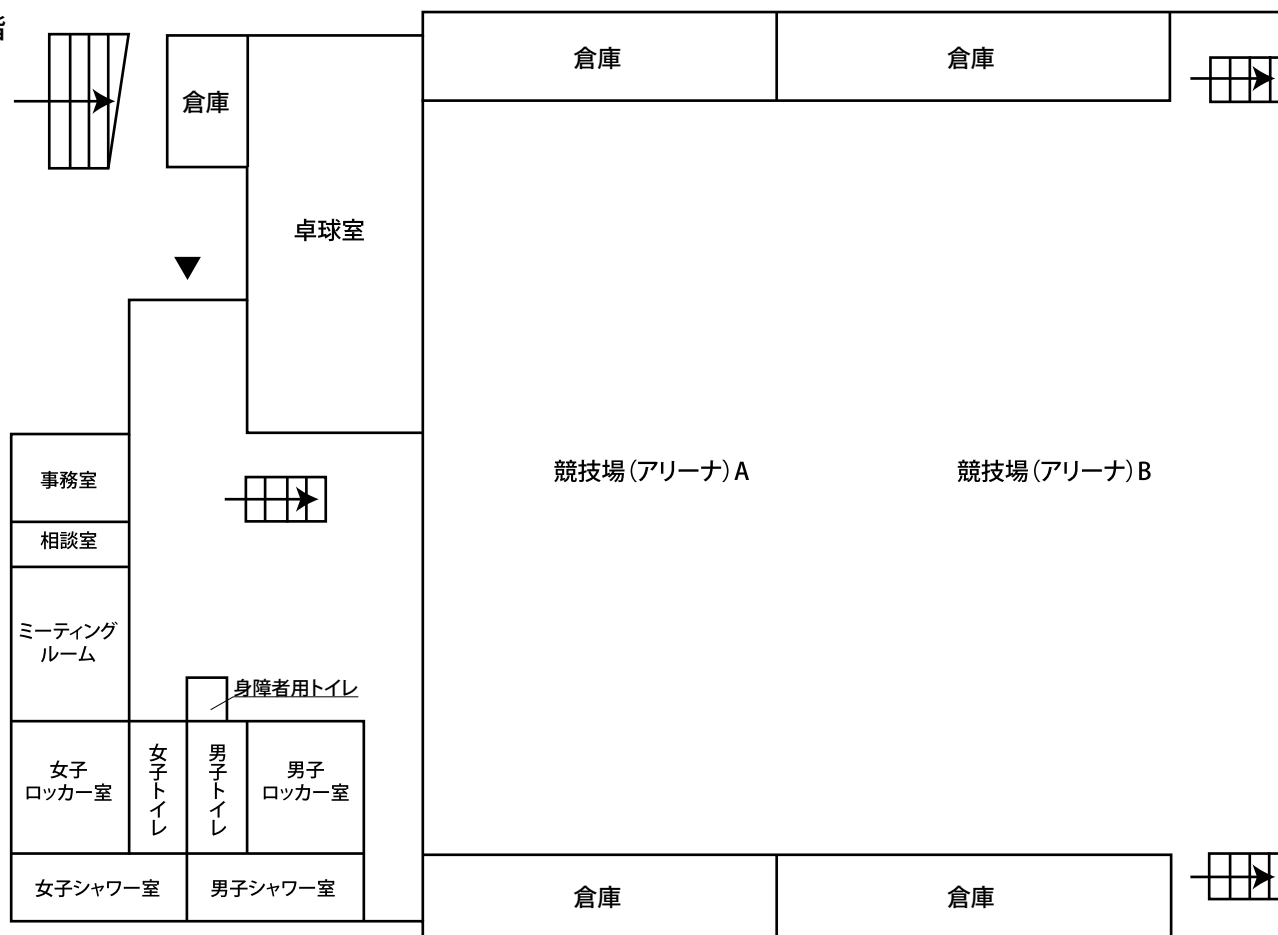 階
倉庫
倉庫
倉庫
卓球室
競技場（アリーナ）A
競技場（アリーナ）B
事務室
相談室
ミーティング
ルーム
身障者用トイレ
女子
ロッカー室
女子トイレ
男子トイレ
男子
ロッカー室
女子シャワー室
男子シャワー室
倉庫
倉庫